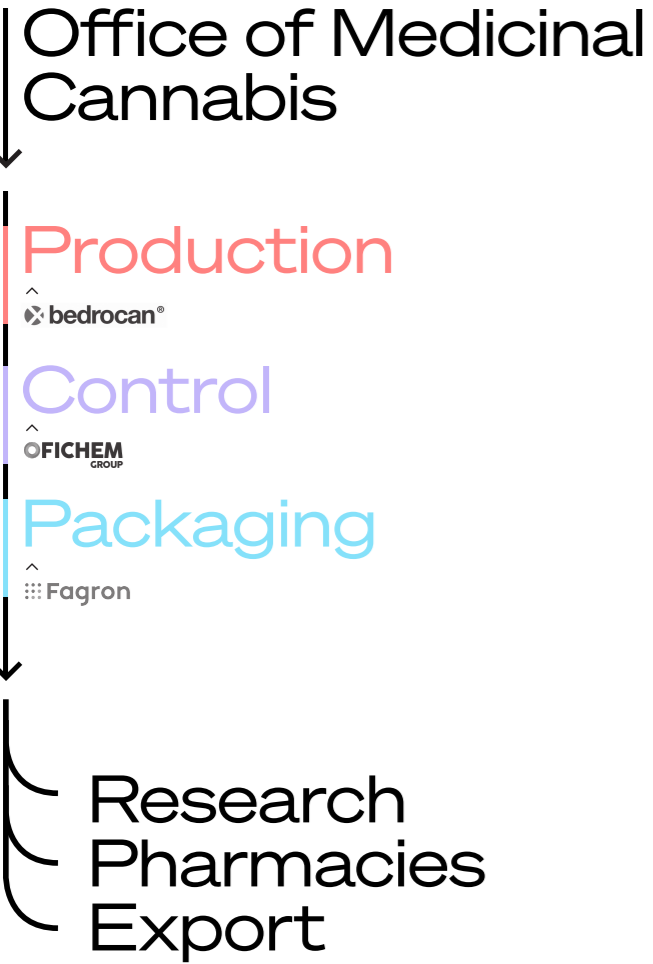 Office of Medicinal
Cannabis
Production
bedrocan®
Control
OFICHEM
GROUP
Packaging
Fagron
Research
Pharmacies
Export